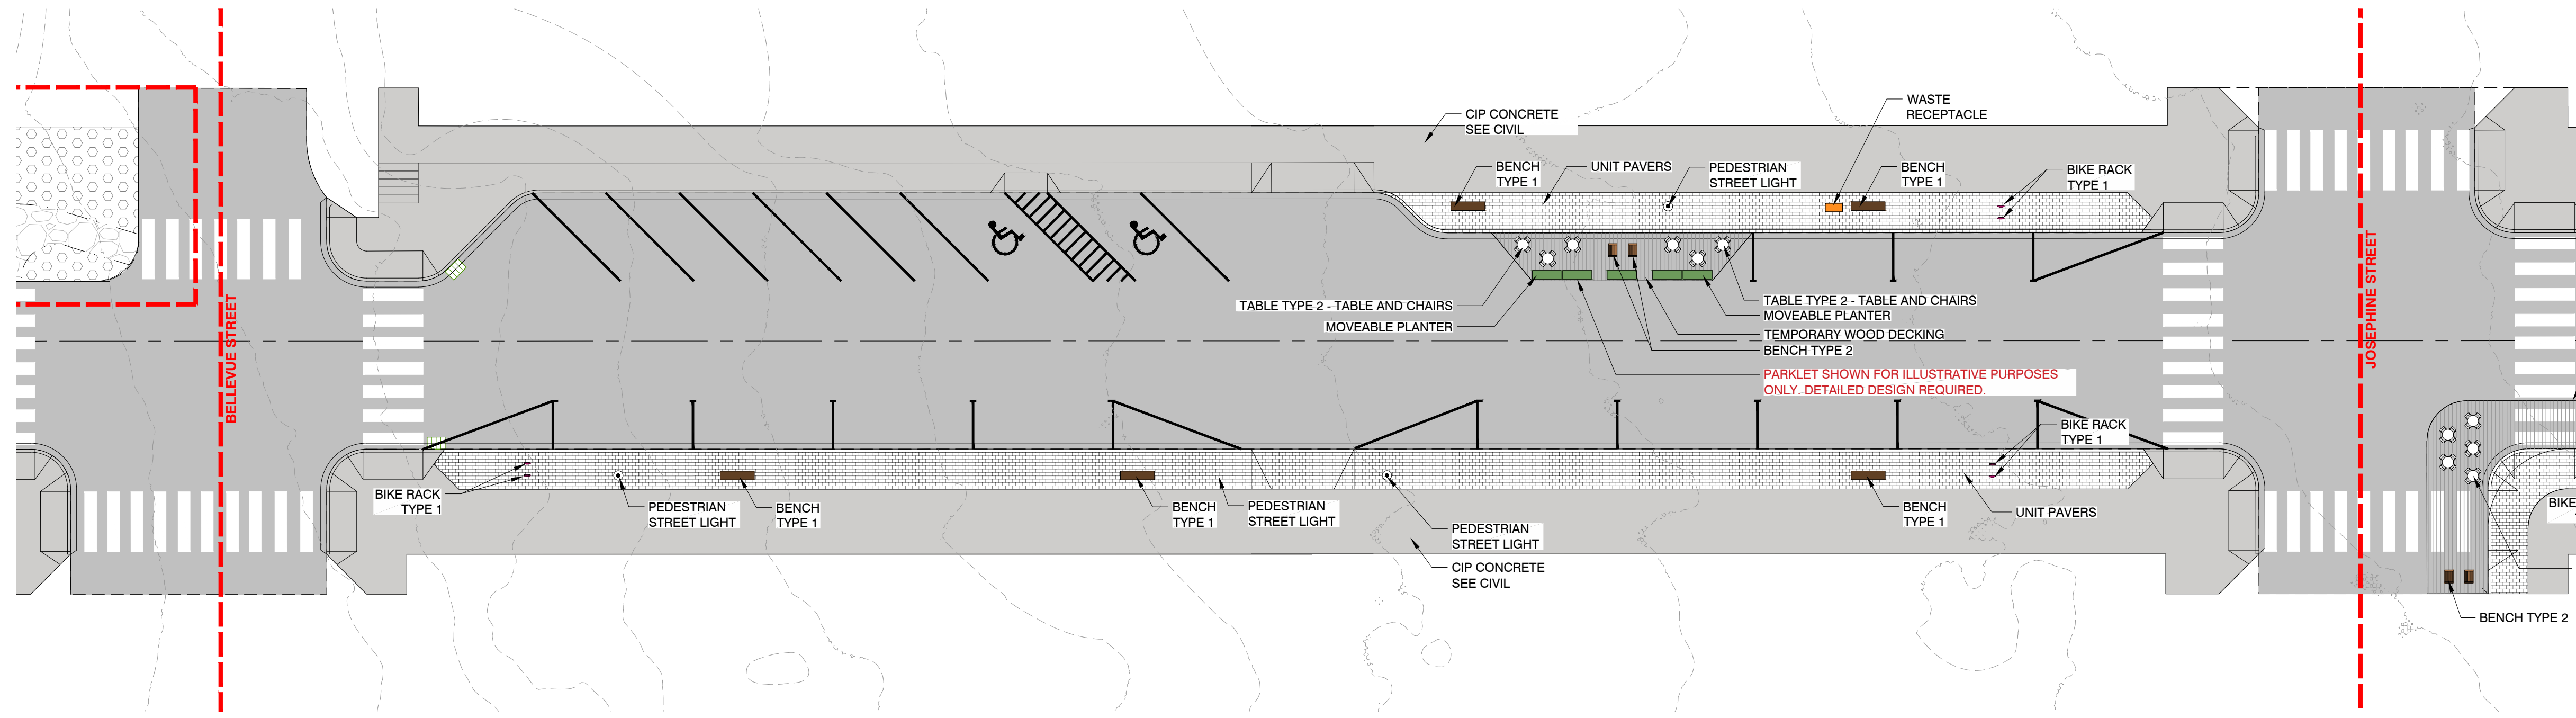 BELLEVUE STREET
CIP CONCRETE
SEE CIVIL
WASTE
RECEPTACLE
BENCH
TYPE 1
UNIT PAVERS
PEDESTRIAN
STREET LIGHT
BENCH
TYPE 1
BIKE RACK
TYPE 1
TABLE TYPE 2 - TABLE AND CHAIRS
MOVEABLE PLANTER
TABLE TYPE 2 - TABLE AND CHAIRS
MOVEABLE PLANTER
TEMPORARY WOOD DECKING
BENCH TYPE 2
PARKLET SHOWN FOR ILLUSTRATIVE PURPOSES
ONLY. DETAILED DESIGN REQUIRED.
JOSEPHINE STREET
BIKE RACK
TYPE 1
BIKE RACK
TYPE 1
PEDESTRIAN
STREET LIGHT
BENCH
TYPE 1
BENCH
TYPE 1
PEDESTRIAN
STREET LIGHT
PEDESTRIAN
STREET LIGHT
CIP CONCRETE
SEE CIVIL
BENCH
TYPE 1
UNIT PAVERS
BIKE
BENCH TYPE 2